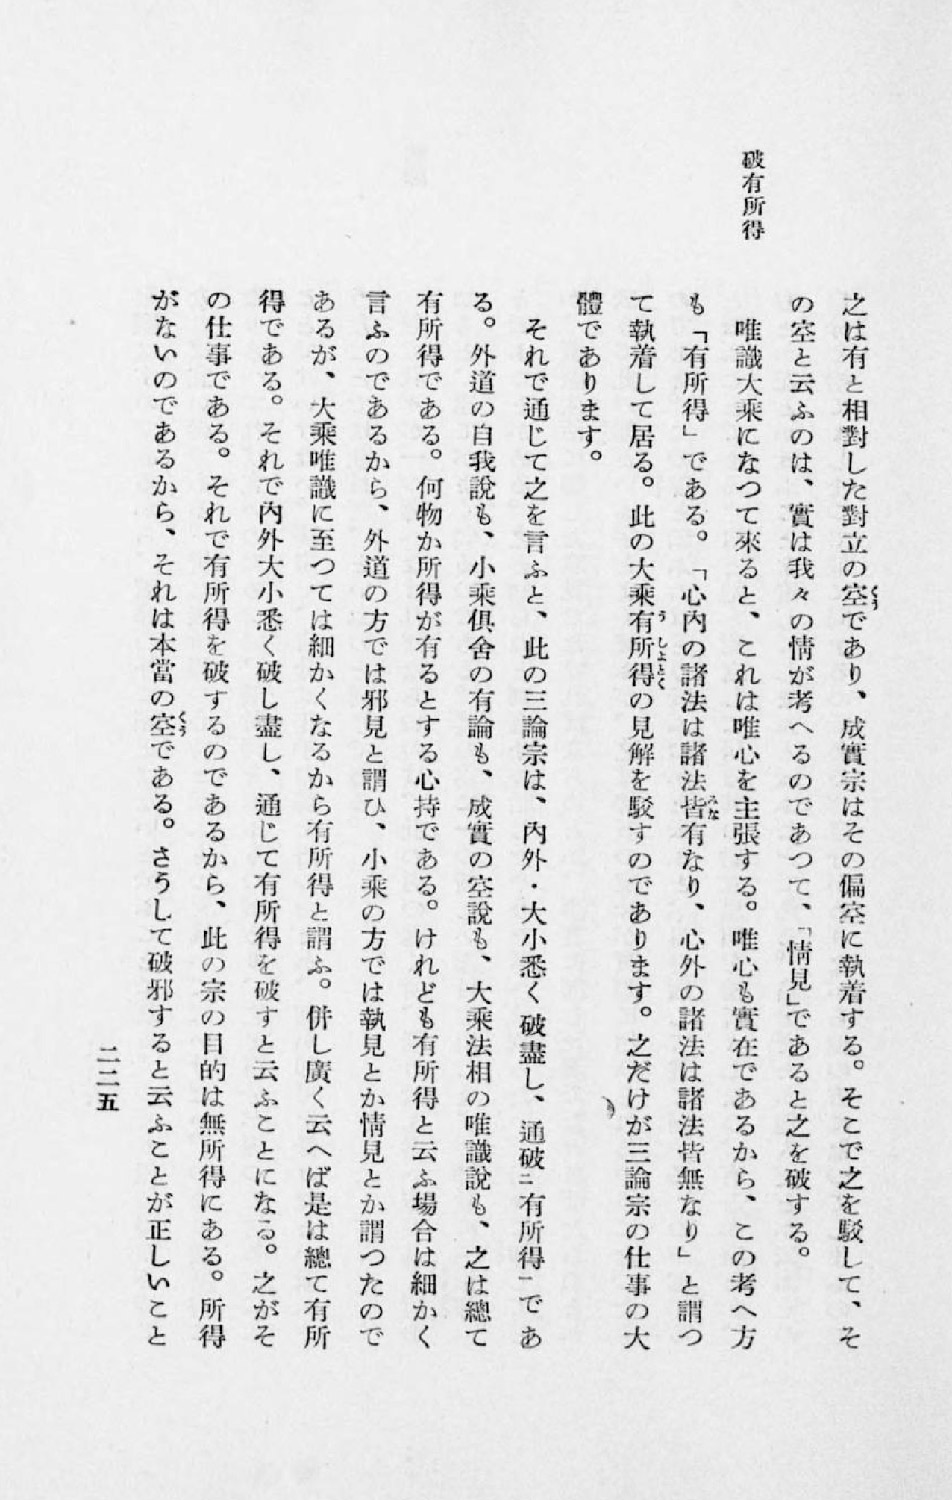 破有所得
之は有と相對した對立の空であり、成實宗はその偏空に執着する。そこで之を駁して、そ
の空と云ふのは、實は我々の情が考へるのであつて、「情見」であると之を破する。
唯識大乘になつて來ると、これは唯心を主張する。唯心も實在であるから、この考へ方
も「有所得」である。「心內の諸法は諸法皆有なり、心外の諸法は諸法皆無なり」と謂つ
て執着して居る。此の大乘有所得の見解を駁すのであります。之だけが三論宗の仕事の大
體であります。
それで通じて之を言ふと、此の三論宗は、內外・大小悉く破盡し、通破㆓有所得㆒であ
る。外道の自我說も、小乘倶舍の有論も、成實の空說も、大乘法相の唯識說も、之は總て
有所得である。何物か所得が有るとする心持である。けれども有所得と云ふ場合は細かく
言ふのであるから、外道の方では邪見と謂ひ、小乘の方では執見とか情見とか謂つたので
あるが、大乘唯識に至つては細かくなるから有所得と謂ふ。併し廣く云へば是は總て有所
得である。それで內外大小悉く破し盡し、通じて有所得を破すと云ふことになる。之がそ
の仕事である。それで有所得を破するのであるから、此の宗の目的は無所得にある。所得
がないのであるから、それは本當の空である。さうして破邪すると云ふことが正しいこと
二二五